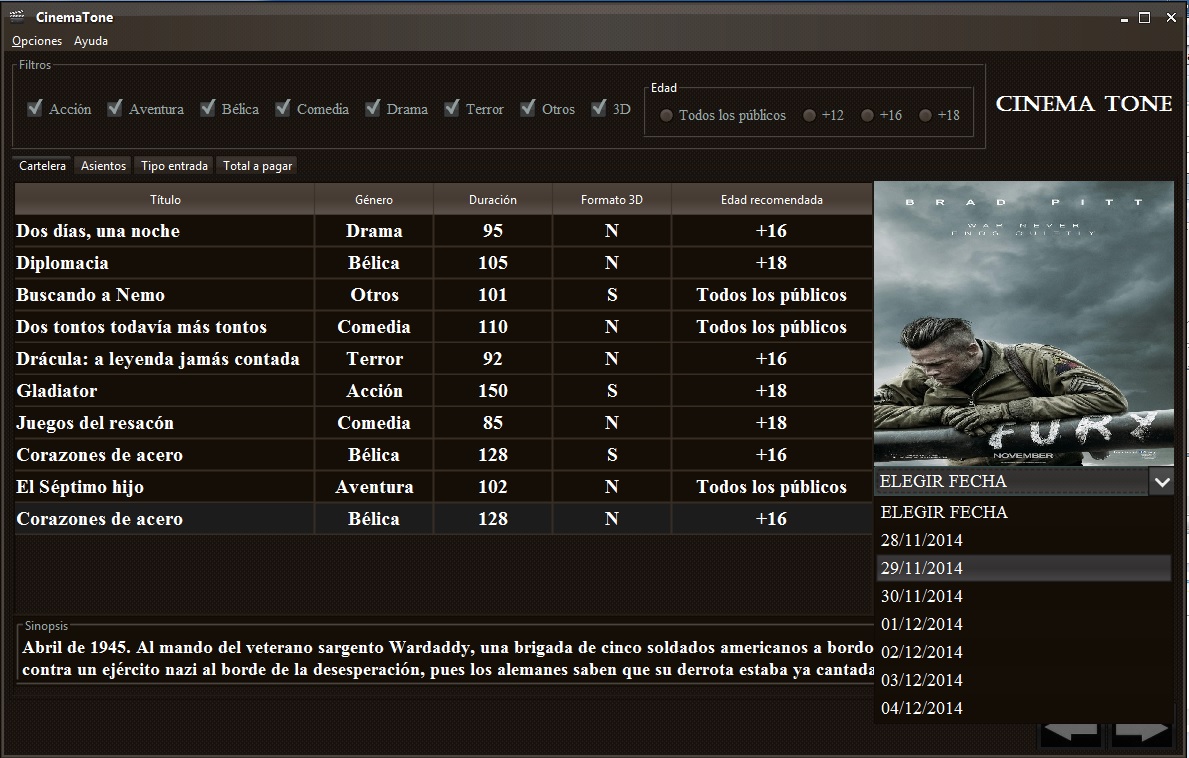 CinemaTone
Opciones Ayuda
Filtros
Acción Aventura Bélica Comedia Drama Terror Otros 3D
Edad
Todos los públicos +12 +16 +18
CINEMA TONE
Cartelera Asientos Tipo entrada Total a pagar
Título Género Duración Formato 3D Edad recomendada
Dos días, una noche Drama 95 N +16
Diplomacia Bélica 105 N +18
Buscando a Nemo Otros 101 S Todos los públicos
Dos tontos todavía más tontos Comedia 110 N Todos los públicos
Drácula: a leyenda jamás contada Terror 92 N +16
Gladiator Acción 150 S +18
Juegos del resacón Comedia 85 N +16
Corazones de acero Bélica 128 S +16
El Séptimo hijo Aventura 102 N Todos los públicos
Corazones de acero Bélica 128 N +16
BRAD PITT
WAR NEVER
ENDS QUIETLY
FURY
NOVEMBER
ELEGIR FECHA
ELEGIR FECHA
28/11/2014
29/11/2014
30/11/2014
01/12/2014
02/12/2014
03/12/2014
04/12/2014
Sinopsis
Abril de 1945. Al mando del veterano sargento Wardaddy, una brigada de cinco soldados americanos a bordo
contra un ejército nazi al borde de la desesperación, pues los alemanes saben que su derrota estaba ya cantada